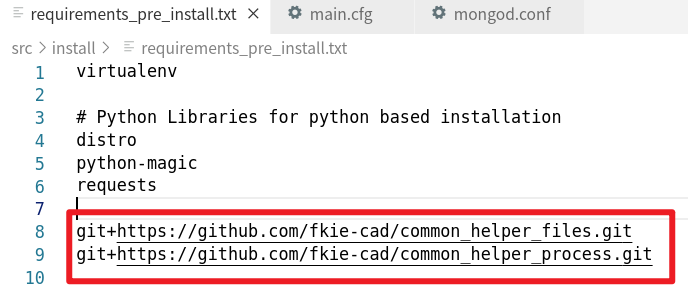 requirements_pre_install.txt × main.cfg mongod.conf
src > install > requirements_pre_install.txt
1 virtualenv
2
3 # Python Libraries for python based installation
4 distro
5 python-magic
6 requests
7
8 git+https://github.com/fkie-cad/common_helper_files.git
9 git+https://github.com/fkie-cad/common_helper_process.git
10